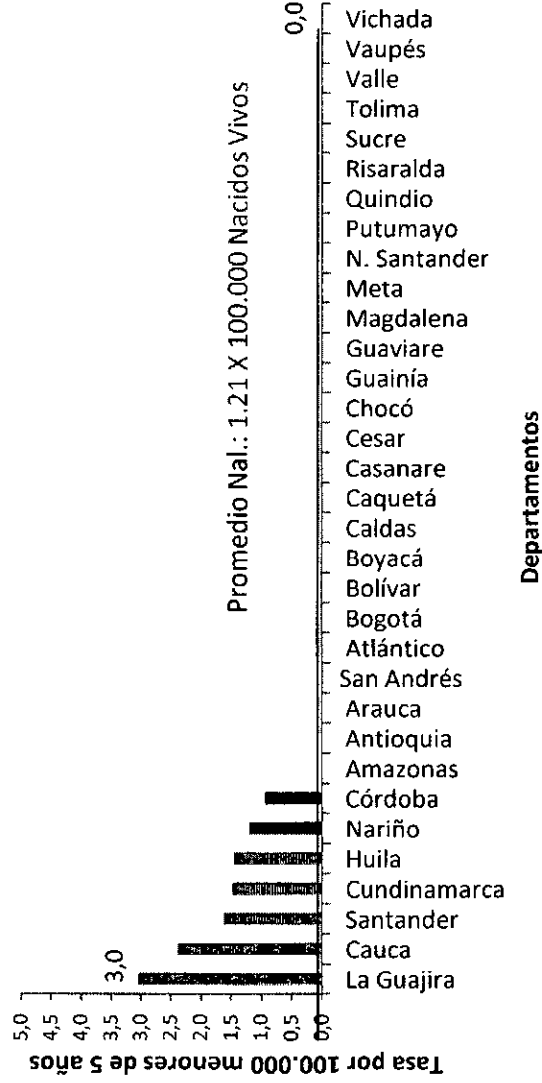 Tasa por 100.000 menores de 5 años
5,0
4,5
4,0
3,5
3,0
2,5
2,0
1,5
1,0
0,5
0,0
3,0
Promedio Nal.: 1.21 X 100.000 Nacidos Vivos
0,0
La Guajira
Cauca
Santander
Cundinamarca
Huila
Nariño
Córdoba
Amazonas
Antioquia
Arauca
San Andrés
Atlántico
Bogotá
Bolívar
Boyacá
Caldas
Caquetá
Casanare
Cesar
Chocó
Guainía
Guaviare
Magdalena
Meta
N. Santander
Putumayo
Quindio
Risaralda
Sucre
Tolima
Valle
Vaupés
Vichada
Departamentos